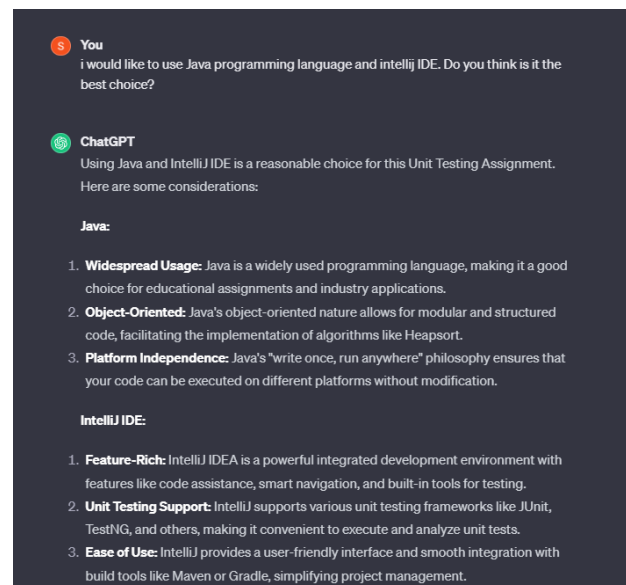 S You
i would like to use Java programming language and intellij IDE. Do you think is it the
best choice?
ChatGPT
Using Java and IntelliJ IDE is a reasonable choice for this Unit Testing Assignment.
Here are some considerations:
Java:
1. Widespread Usage: Java is a widely used programming language, making it a good
choice for educational assignments and industry applications.
2. Object-Oriented: Java's object-oriented nature allows for modular and structured
code, facilitating the implementation of algorithms like Heapsort.
3. Platform Independence: Java's "write once, run anywhere" philosophy ensures that
your code can be executed on different platforms without modification.
IntelliJ IDE:
1. Feature-Rich: IntelliJ IDEA is a powerful integrated development environment with
features like code assistance, smart navigation, and built-in tools for testing.
2. Unit Testing Support: IntelliJ supports various unit testing frameworks like JUnit,
TestNG, and others, making it convenient to execute and analyze unit tests.
3. Ease of Use: IntelliJ provides a user-friendly interface and smooth integration with
build tools like Maven or Gradle, simplifying project management.